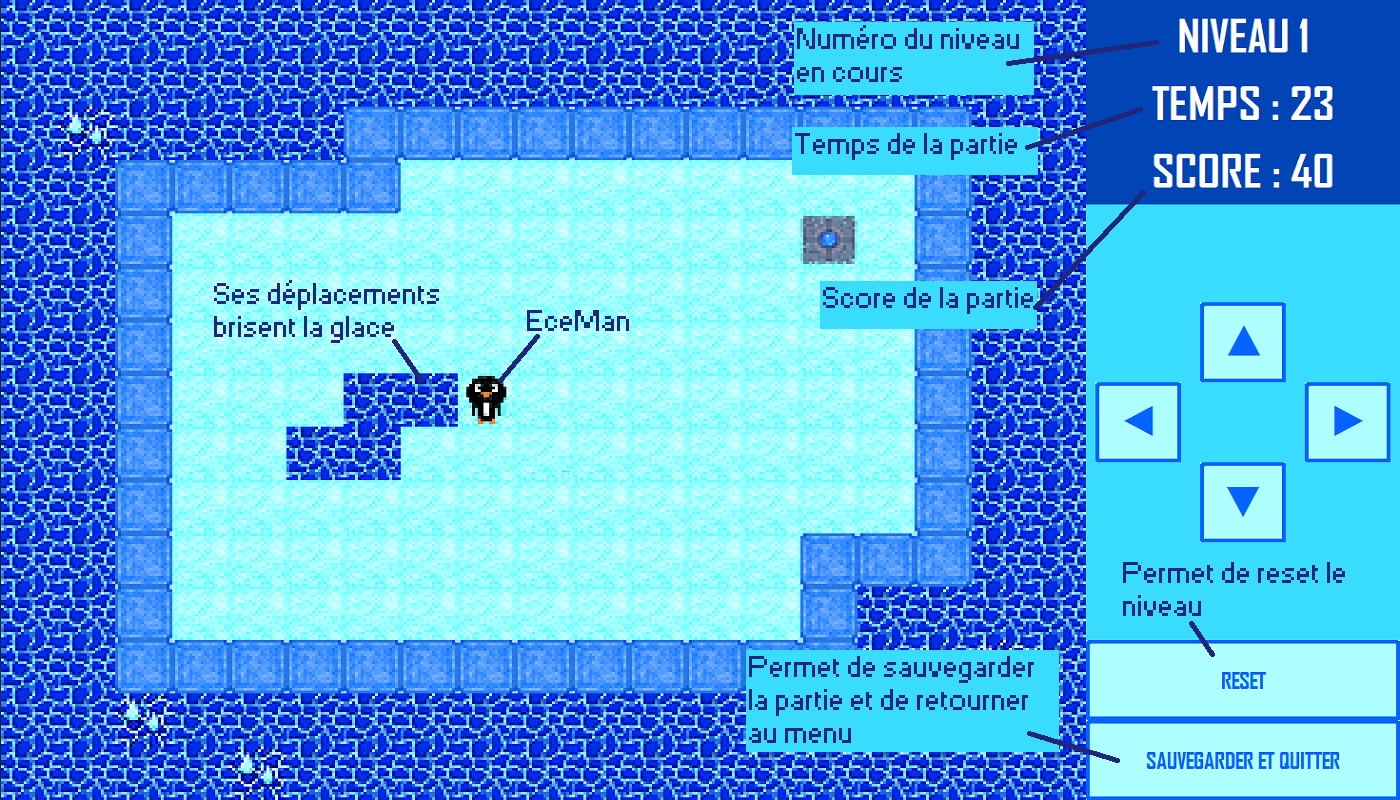 Numéro du niveau
en cours
NIVEAU 1
Temps de la partie
TEMPS : 23
SCORE : 40
Score de la partie
Ses déplacements
brisent la glace
EceMan
Permet de reset le
niveau
RESET
Permet de sauvegarder
la partie et de retourner
au menu
SAUVEGARDER ET QUITTER